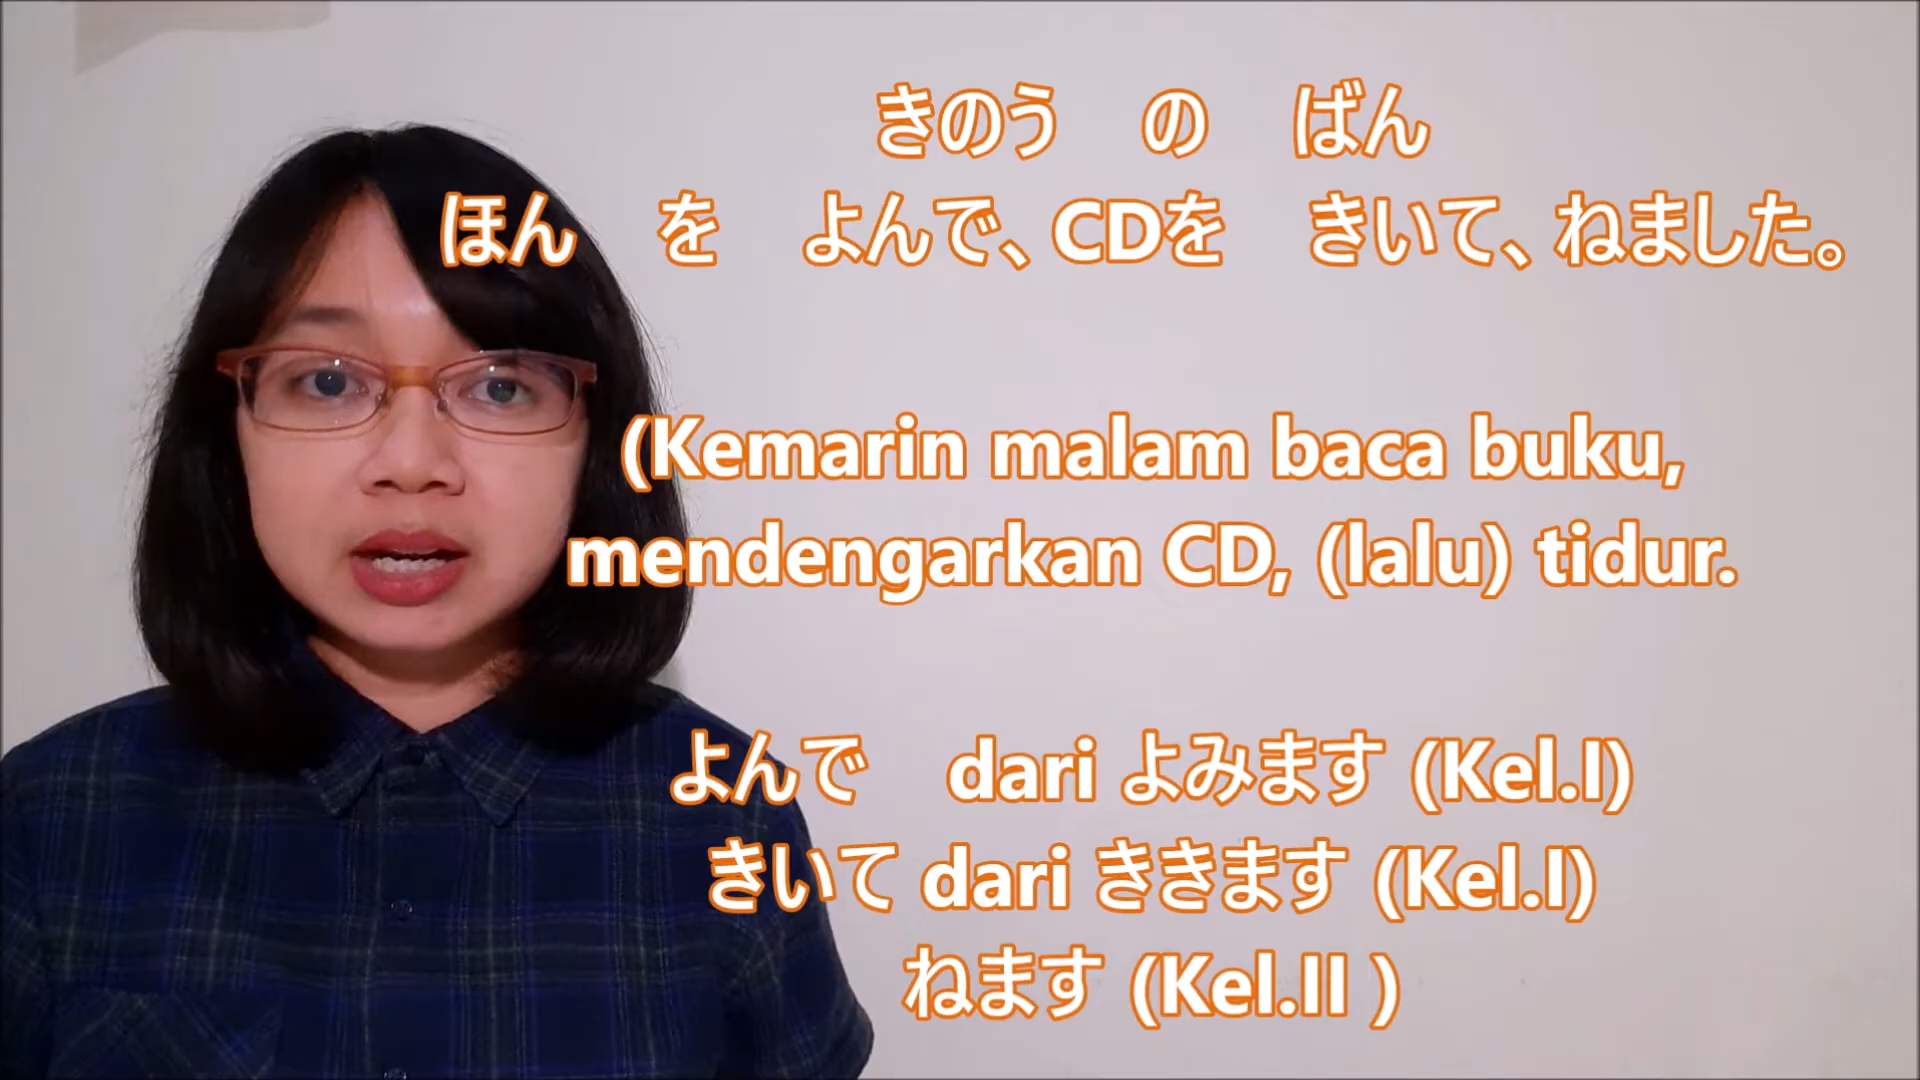 きのう　の　ばん
ほん　を　よんで、CDを　きいて、ねました。
(Kemarin malam baca buku,
mendengarkan CD, (lalu) tidur.
よんで　dari よみます (Kel.I)
きいて dari ききます (Kel.I)
ねます (Kel.II )